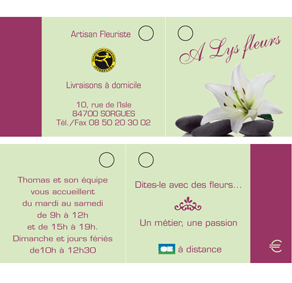 Artisan Fleuriste
Livraisons à domicile
10, rue de l'Isle
84700 SORGUES
Tél./Fax 08 50 20 30 02
A Lys fleurs
Thomas et son équipe
vous accueillent
du mardi au samedi
de 9h à 12h
et de 15h à 19h.
Dimanche et jours fériés
de10h à 12h30
Dites-le avec des fleurs...
Un métier, une passion
à distance
€